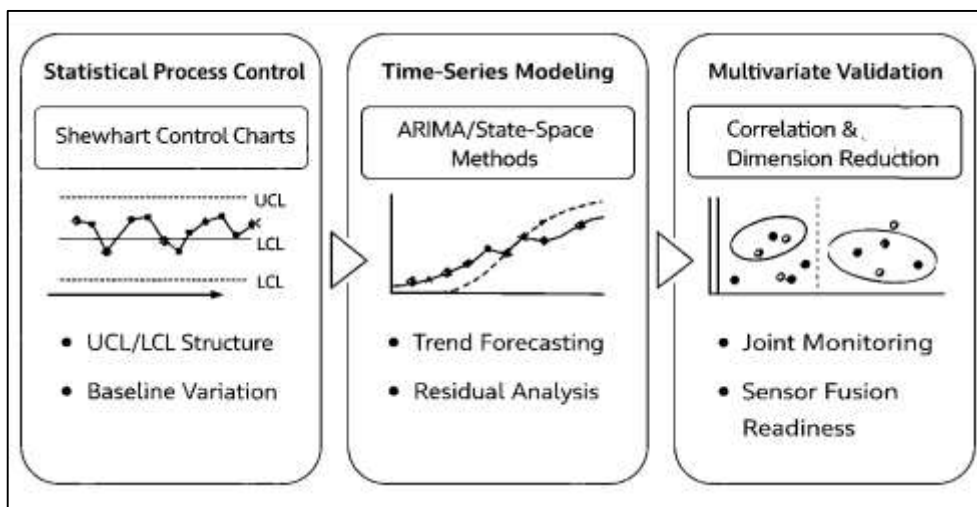 Statistical Process Control
Shewhart Control Charts
UCL
LCL
LCL
• UCL/LCL Structure
• Baseline Variation
Time-Series Modeling
ARIMA/State-Space
Methods
• Trend Forecasting
• Residual Analysis
Multivariate Validation
Correlation &
Dimension Reduction
• Joint Monitoring
• Sensor Fusion
Readiness